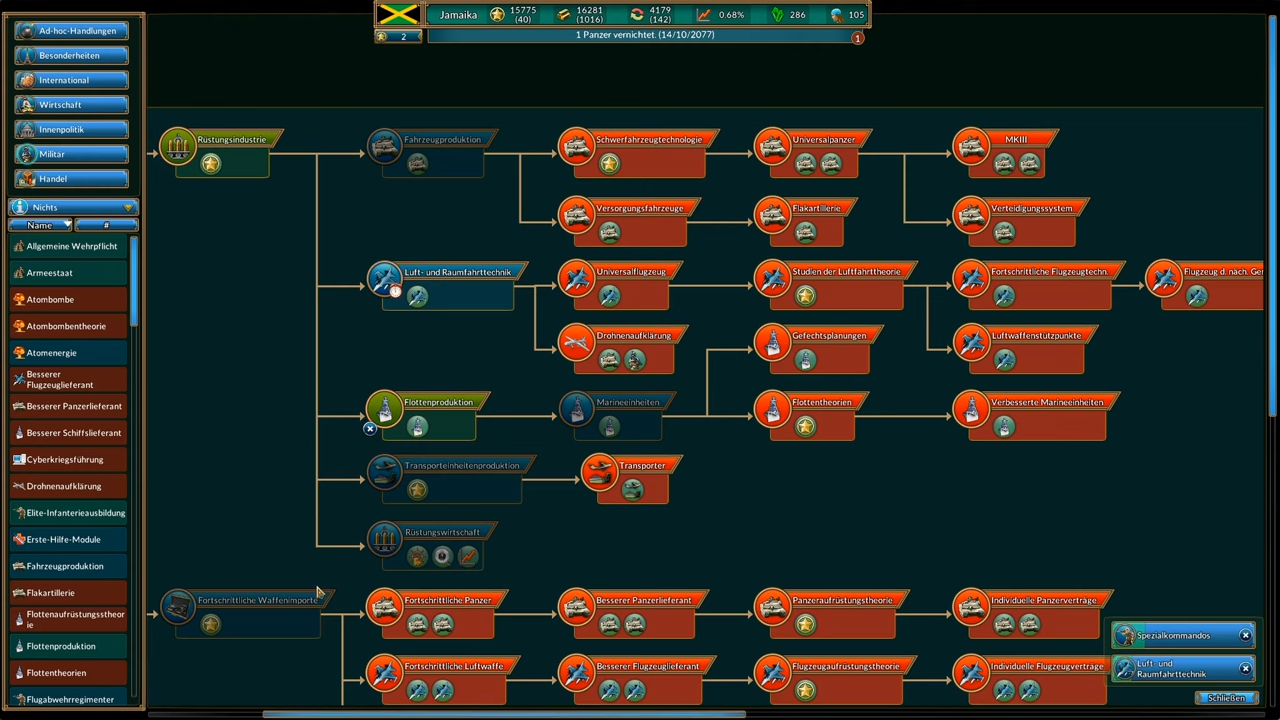 Jamaika
15775
(40)
16281
(1016)
4179
(142)
0.68%
286
105
2
1 Panzer vernichtet. (14/10/2077)
1
Ad-hoc-Handlungen
Besonderheiten
International
Wirtschaft
Innenpolitik
Militär
Handel
Nichts
Name
#
Allgemeine Wehrpflicht
Armeestaat
Atombombe
Atombombentheorie
Atomenergie
Besserer
Flugzeuglieferant
Besserer Panzerlieferant
Besserer Schiffslieferant
Cyberkriegsführung
Drohnenaufklärung
Elite-Infanterieausbildung
Erste-Hilfe-Module
Fahrzeugproduktion
Flakartillerie
Flottenaufrüstungstheor
ie
Flottenproduktion
Flottentheorien
Flugabwehrregimenter
Rüstungsindustrie
Fahrzeugproduktion
Schwerfahrzeugtechnologie
Universalpanzer
MKIII
Versorgungsfahrzeuge
Flakartillerie
Verteidigungssystem
Luft- und Raumfahrttechnik
Universalflugzeug
Studien der Luftfahrttheorie
Fortschrittliche Flugzeugtechn.
Flugzeug d. nach. Ge
Drohnenaufklärung
Gefechtsplanungen
Luftwaffenstützpunkte
Flottenproduktion
Marineeinheiten
Flottentheorien
Verbesserte Marineeinheiten
Transporteinheitenproduktion
Transporter
Rüstungswirtschaft
Fortschrittliche Waffenimporte
Fortschrittliche Panzer
Besserer Panzerlieferant
Panzeraufrüstungstheorie
Individuelle Panzerverträge
Fortschrittliche Luftwaffe
Besserer Flugzeuglieferant
Flugzeugaufrüstungstheorie
Individuelle Flugzeugverträge
Spezialkommandos
Luft- und
Raumfahrttechnik
Schließen